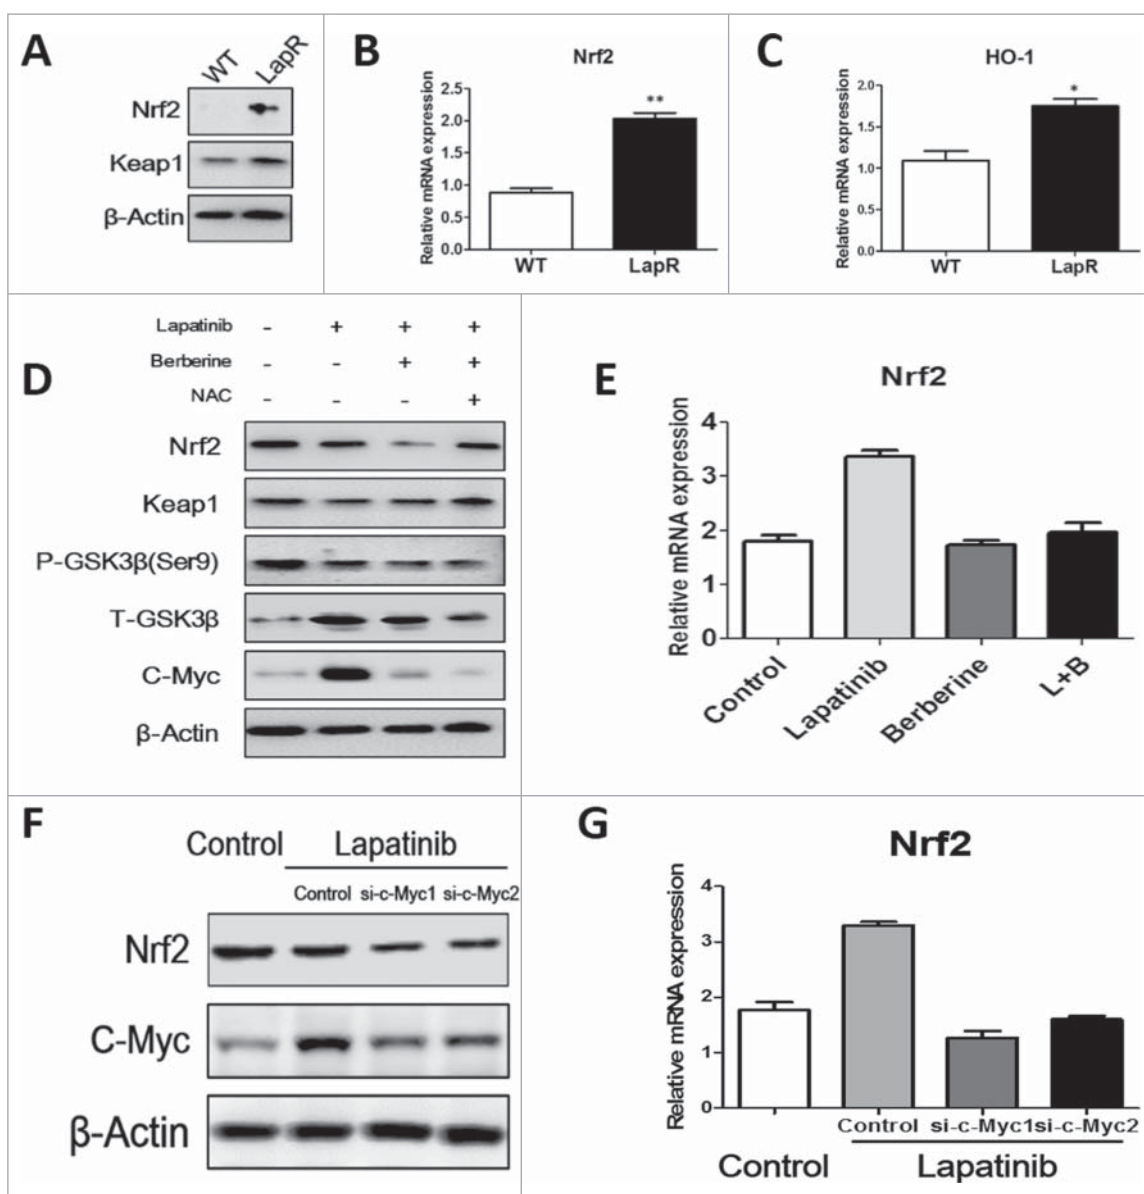 A
WT LapR
Nrf2
Keap1
β-Actin
B
Nrf2
Relative mRNA expression
2.5
2.0
1.5
1.0
0.5
0.0
**
WT LapR
C
HO-1
Relative mRNA expression
2.0
1.5
1.0
0.5
0.0
*
WT LapR
D
Lapatinib - + + +
Berberine - - + +
NAC - - - +
Nrf2
Keap1
P-GSK3β(Ser9)
T-GSK3β
C-Myc
β-Actin
E
Nrf2
Relative mRNA expression
4
3
2
1
0
Control Lapatinib Berberine L+B
F
Control Lapatinib
Control si-c-Myc1 si-c-Myc2
Nrf2
C-Myc
β-Actin
G
Nrf2
Relative mRNA expression
4
3
2
1
0
Control si-c-Myc1 si-c-Myc2
Control Lapatinib